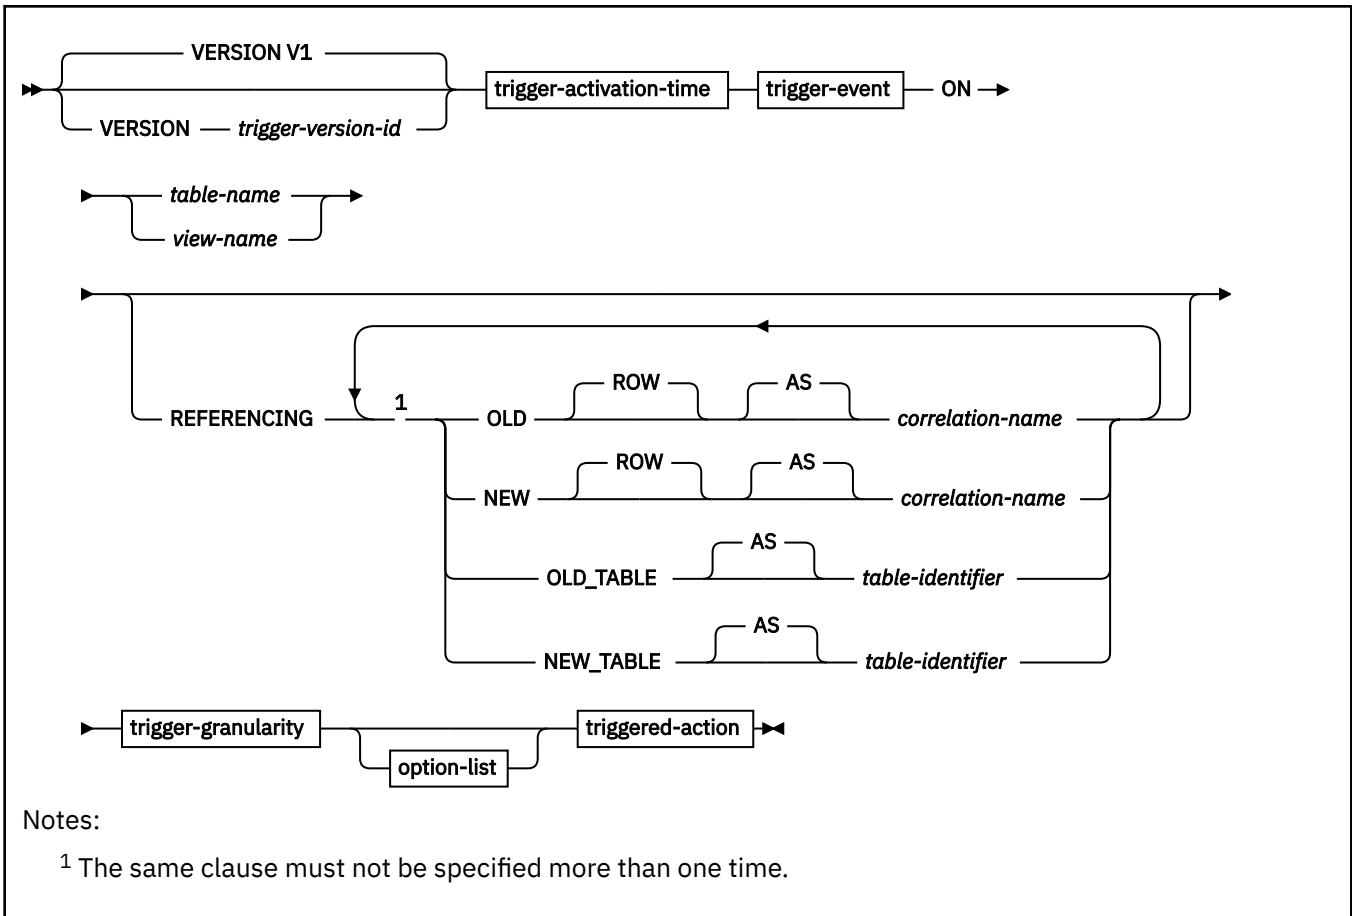 VERSION V1
trigger-activation-time trigger-event ON
VERSION trigger-version-id
table-name
view-name
ROW AS
REFERENCING 1 OLD correlation-name
ROW AS
NEW correlation-name
AS
OLD_TABLE table-identifier
AS
NEW_TABLE table-identifier
trigger-granularity triggered-action
option-list
Notes:
1 The same clause must not be specified more than one time.